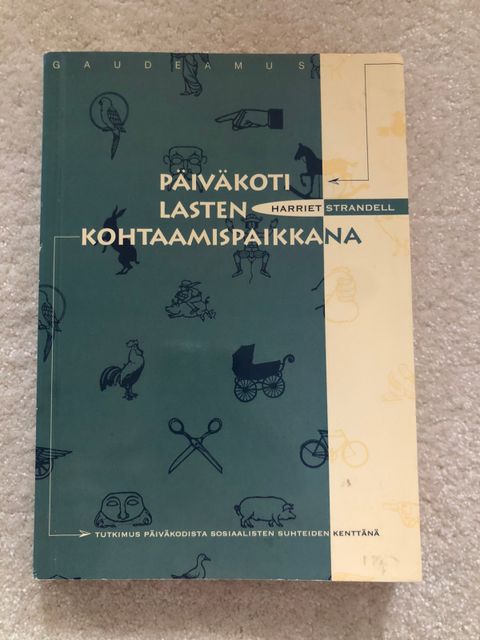 GAUDEAMUS
PÄIVÄKOTI
LASTEN
HARRIET STRANDELL
KOHTAAMISPAIKKANA
TUTKIMUS PÄIVÄKODISTA SOSIAALISTEN SUHTEIDEN KENTTÄNÄ